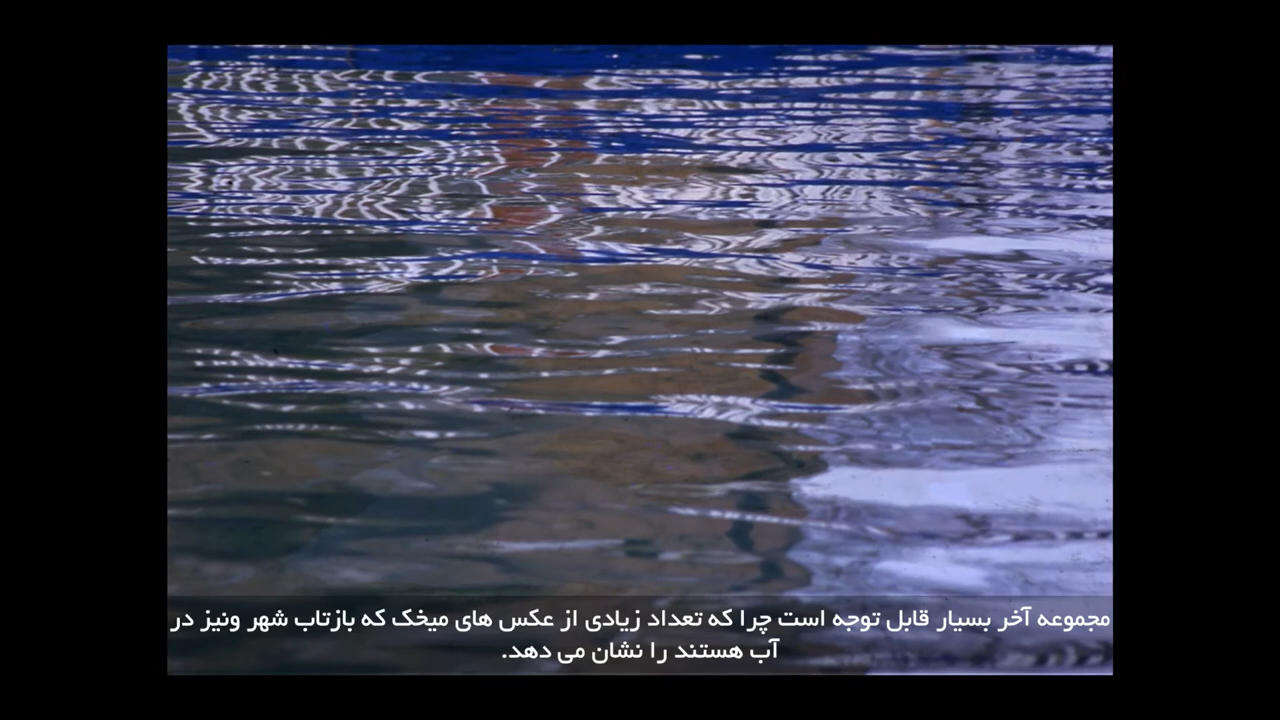 مجموعه آخر بسیار قابل توجه است چرا که تعداد زیادی از عکس های میخک که بازتاب شهر ونیز در
آب هستند را نشان می دهد.